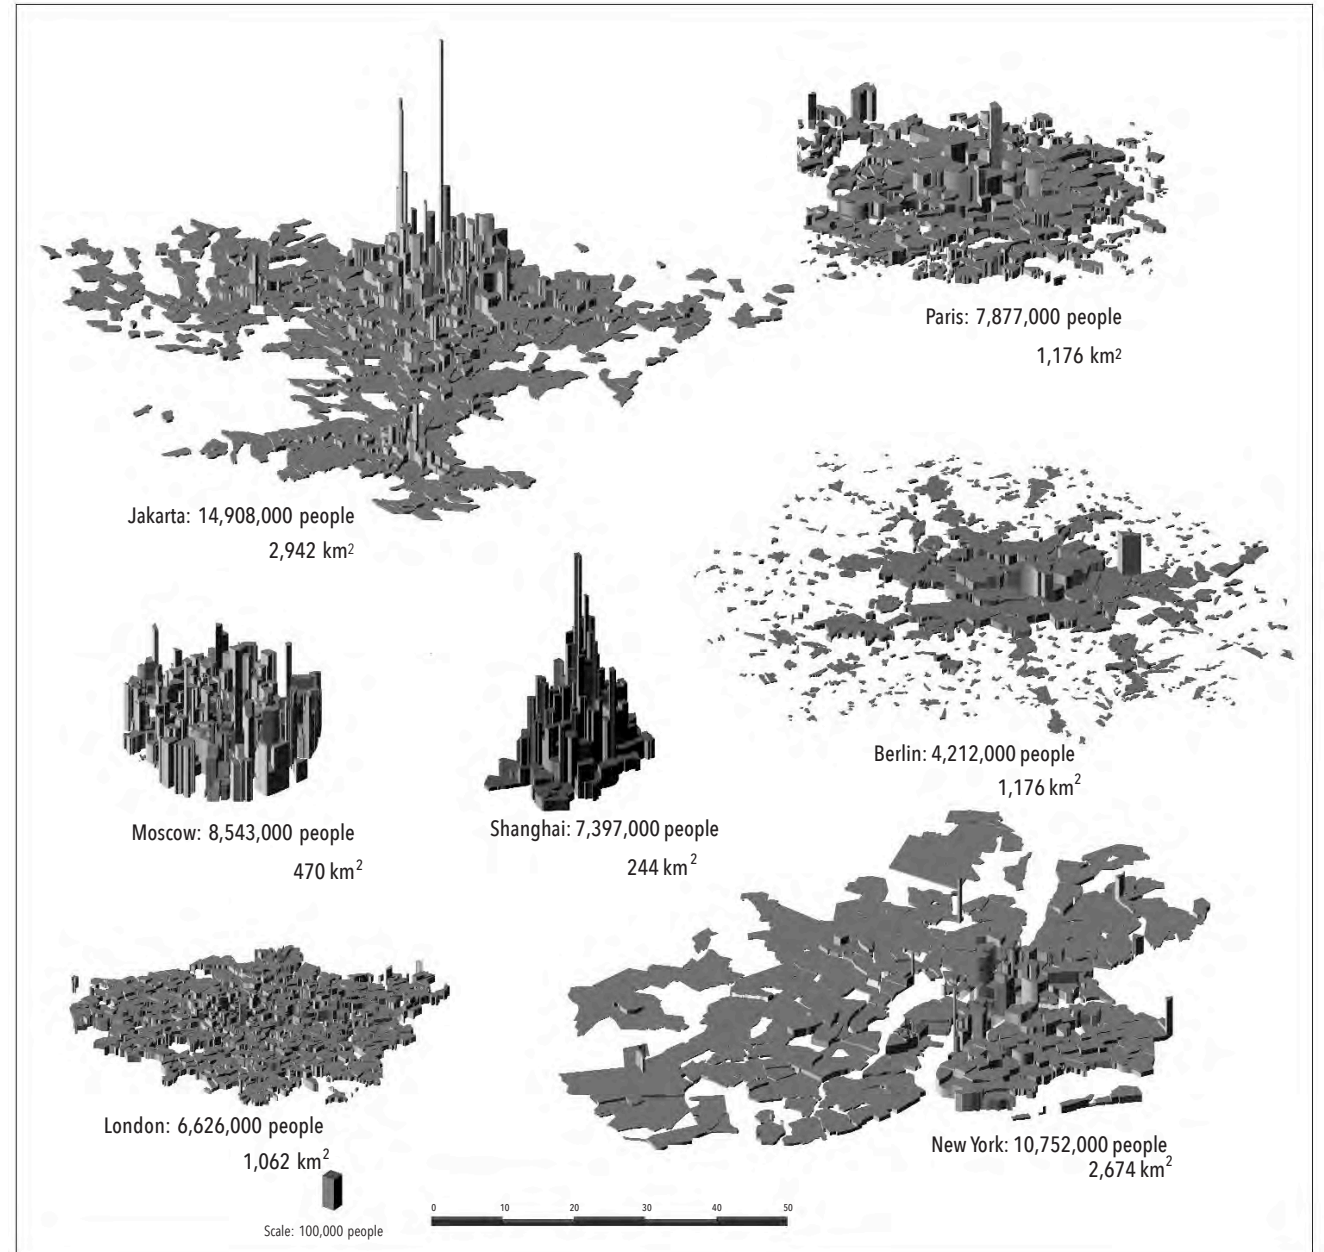 Paris: 7,877,000 people
1,176 km2
Jakarta: 14,908,000 people
2,942 km2
Berlin: 4,212,000 people
1,176 km2
Moscow: 8,543,000 people
470 km2
Shanghai: 7,397,000 people
244 km2
London: 6,626,000 people
1,062 km2
New York: 10,752,000 people
2,674 km2
Scale: 100,000 people
0 10 20 30 40 50